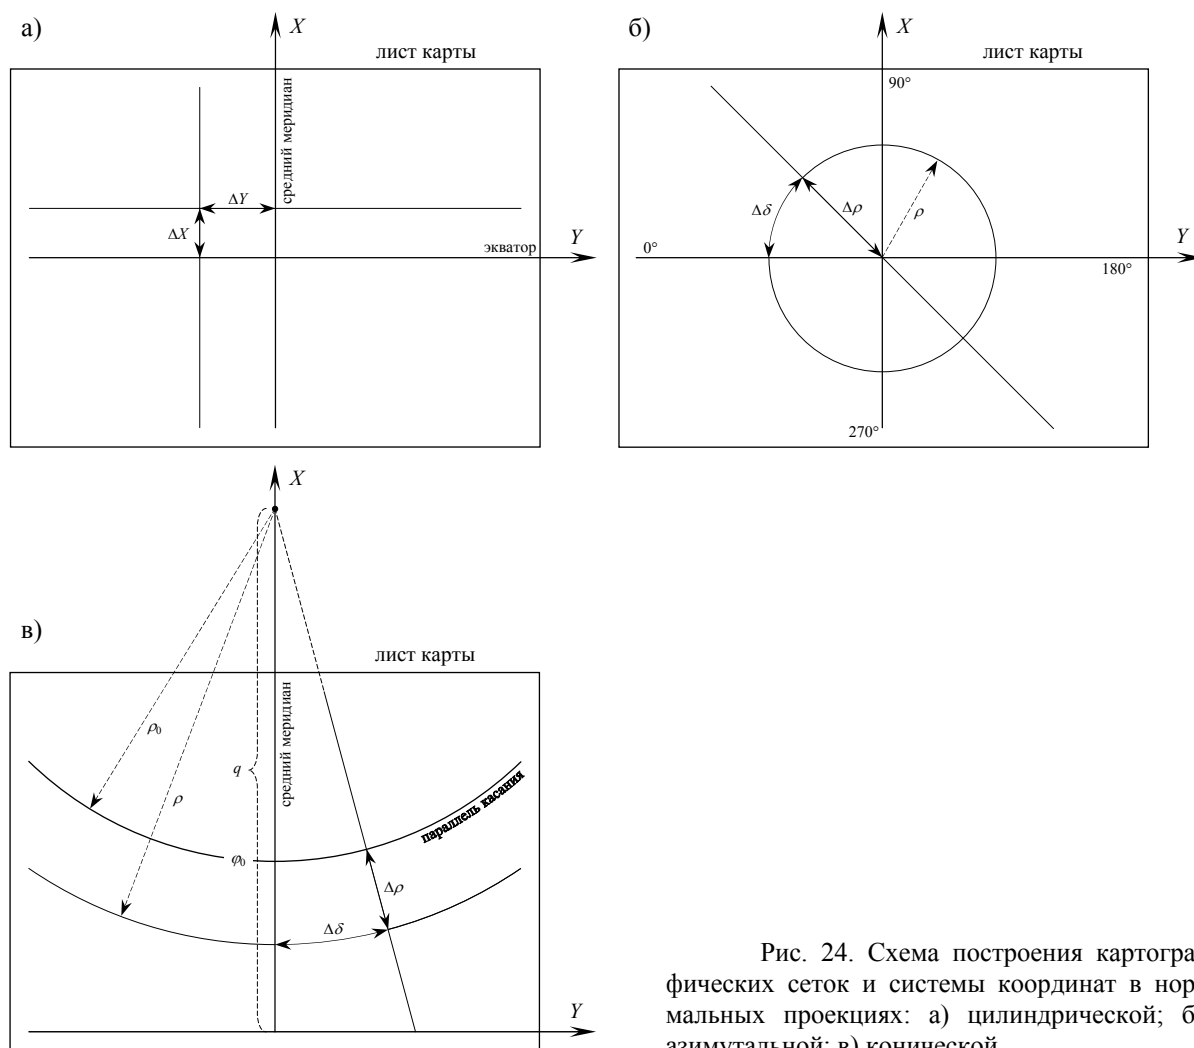 а)
X
лист карты
средний меридиан
ΔY
ΔX
экватор
Y
б)
X
лист карты
90°
Δδ
Δρ
ρ
0°
Y
180°
270°
X
в)
лист карты
средний меридиан
ρ₀
q
ρ
параллель касания
φ₀
Δρ
Δδ
Y
Рис. 24. Схема построения картогра-
фических сеток и системы координат в нор-
мальных проекциях: а) цилиндрической; б
азимутальной; в) конической